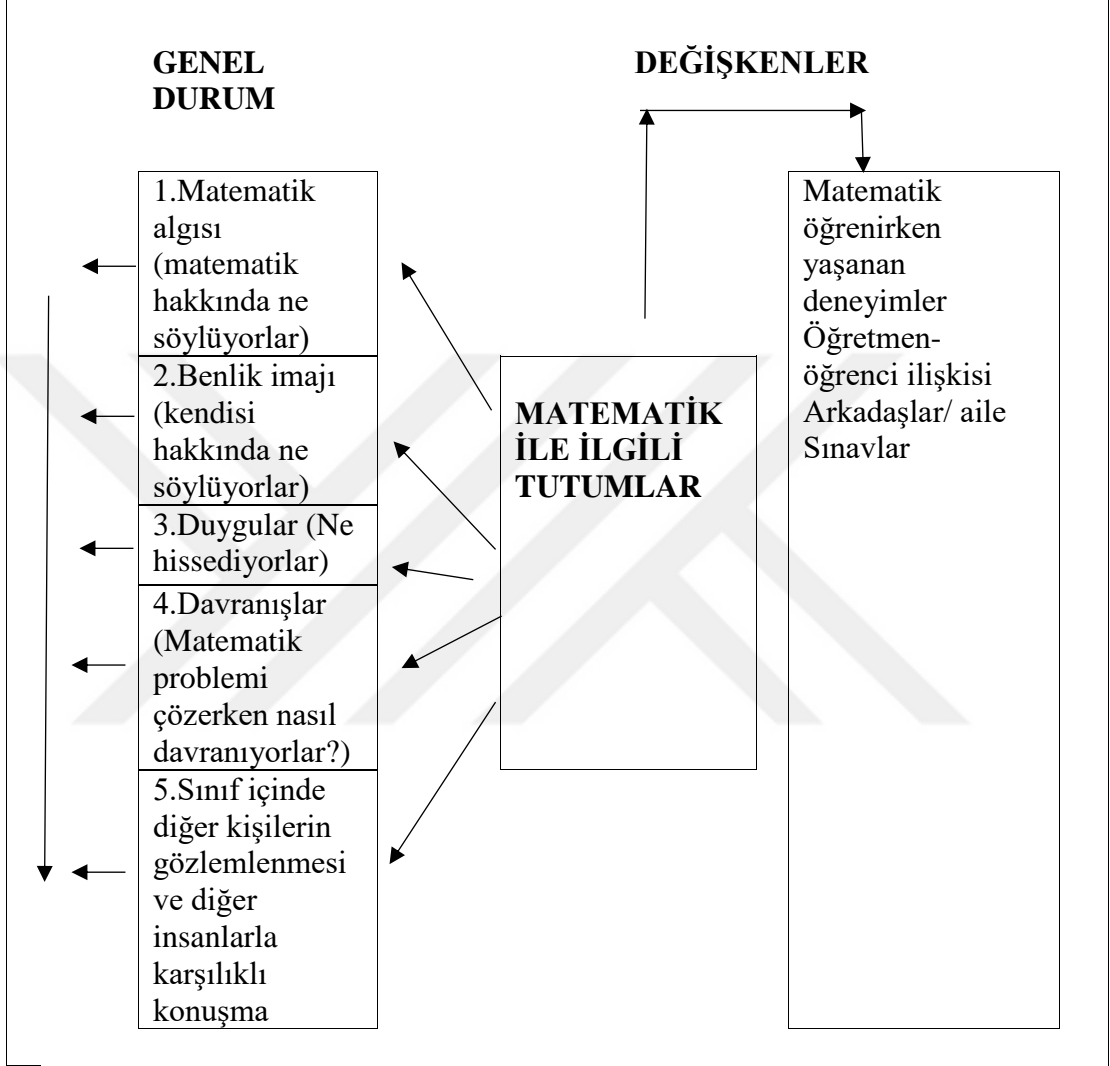 GENEL
DURUM
DEĞİŞKENLER
1.Matematik
algısı
(matematik
hakkında ne
söylüyorlar)
2.Benlik imajı
(kendisi
hakkında ne
söylüyorlar)
3.Duygular (Ne
hissediyorlar)
4.Davranışlar
(Matematik
problemi
çözerken nasıl
davranıyorlar?)
5.Sınıf içinde
diğer kişilerin
gözlemlenmesi
ve diğer
insanlarla
karşılıklı
konuşma
MATEMATİK
İLE İLGİLİ
TUTUMLAR
Matematik
öğrenirken
yaşanan
deneyimler
Öğretmen-
öğrenci ilişkisi
Arkadaşlar/ aile
Sınavlar